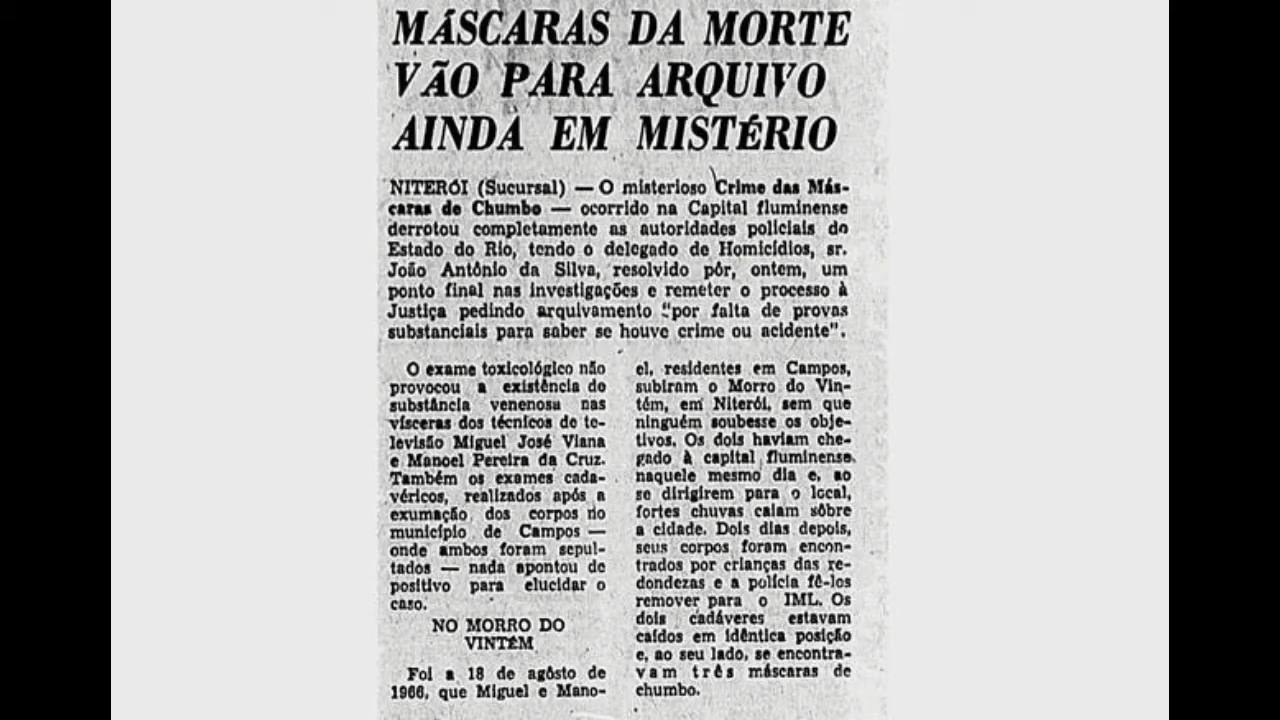 MÁSCARAS DA MORTE
VÃO PARA ARQUIVO
AINDA EM MISTÉRIO
NITERÓI (Sucursal) — O misterioso Crime das Más-
caras de Chumbo — ocorrido na Capital fluminense
derrotou completamente as autoridades policiais do
Estado do Rio, tendo o delegado de Homicídios, sr.
João Antônio da Silva, resolvido pôr, ontem, um
ponto final nas investigações e remeter o processo à
Justiça pedindo arquivamento "por falta de provas
substanciais para saber se houve crime ou acidente".
O exame toxicológico não
provocou a existência de
substância venenosa nas
vísceras dos técnicos de te-
levisão Miguel José Viana
e Manoel Pereira da Cruz.
Também os exames cada-
véricos, realizados após a
exumação dos corpos no
município de Campos —
onde ambos foram sepul-
tados — nada apontou de
positivo para elucidar o
caso.
NO MORRO DO
VINTÉM
Foi a 18 de agôsto de
1966, que Miguel e Mano-
el, residentes em Campos,
subiram o Morro do Vin-
tém, em Niterói, sem que
ninguém soubesse os obje-
tivos. Os dois haviam che-
gado à capital fluminense
naquele mesmo dia e, ao
se dirigirem para o local,
fortes chuvas caíam sôbre
a cidade. Dois dias depois,
seus corpos foram encon-
trados por crianças das re-
dondezas e a polícia fê-los
remover para o IML. Os
dois cadáveres estavam
caídos em idêntica posição
e, ao seu lado, se encontra-
vam três máscaras de
chumbo.